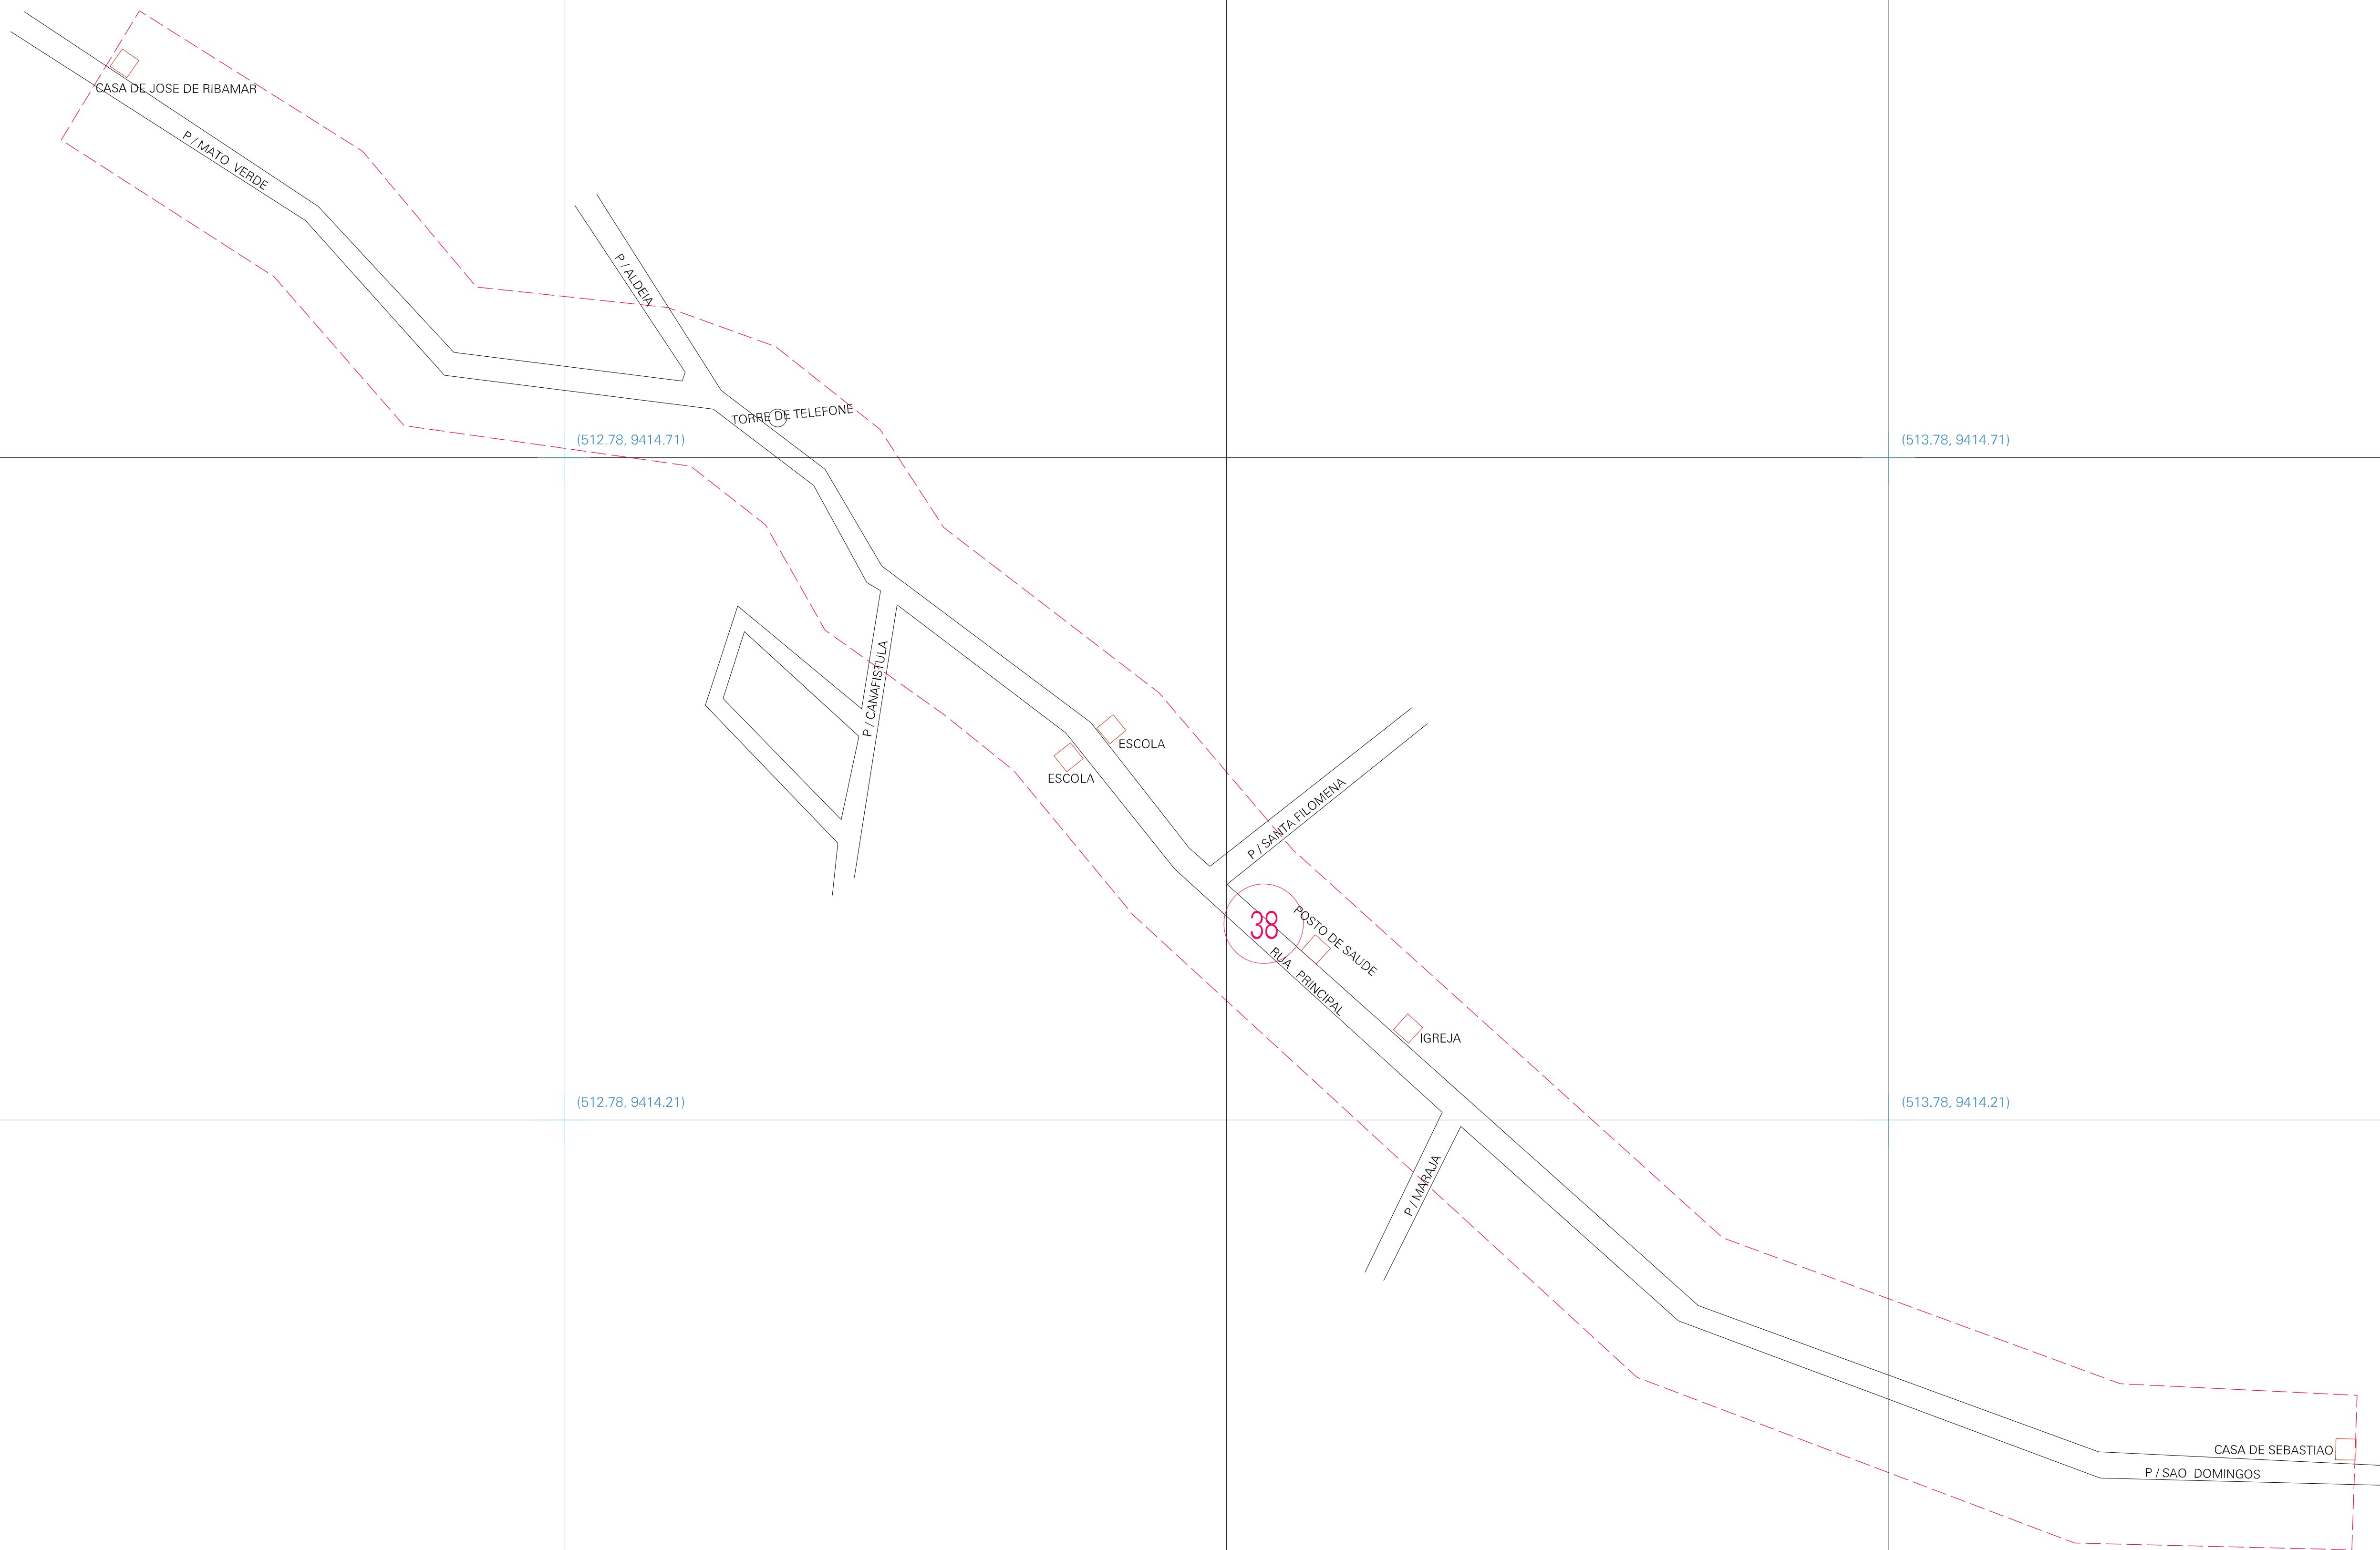 CASA DE JOSE DE RIBAMAR
P / MATO VERDE
P / ALDEIA
TORRE DE TELEFONE
(512.78, 9414.71)
(513.78, 9414.71)
P / CANAFISTULA
ESCOLA
ESCOLA
P / SANTA FILOMENA
38
POSTO DE SAUDE
RUA PRINCIPAL
IGREJA
(512.78, 9414.21)
(513.78, 9414.21)
P / MARAJA
CASA DE SEBASTIAO
P / SAO DOMINGOS